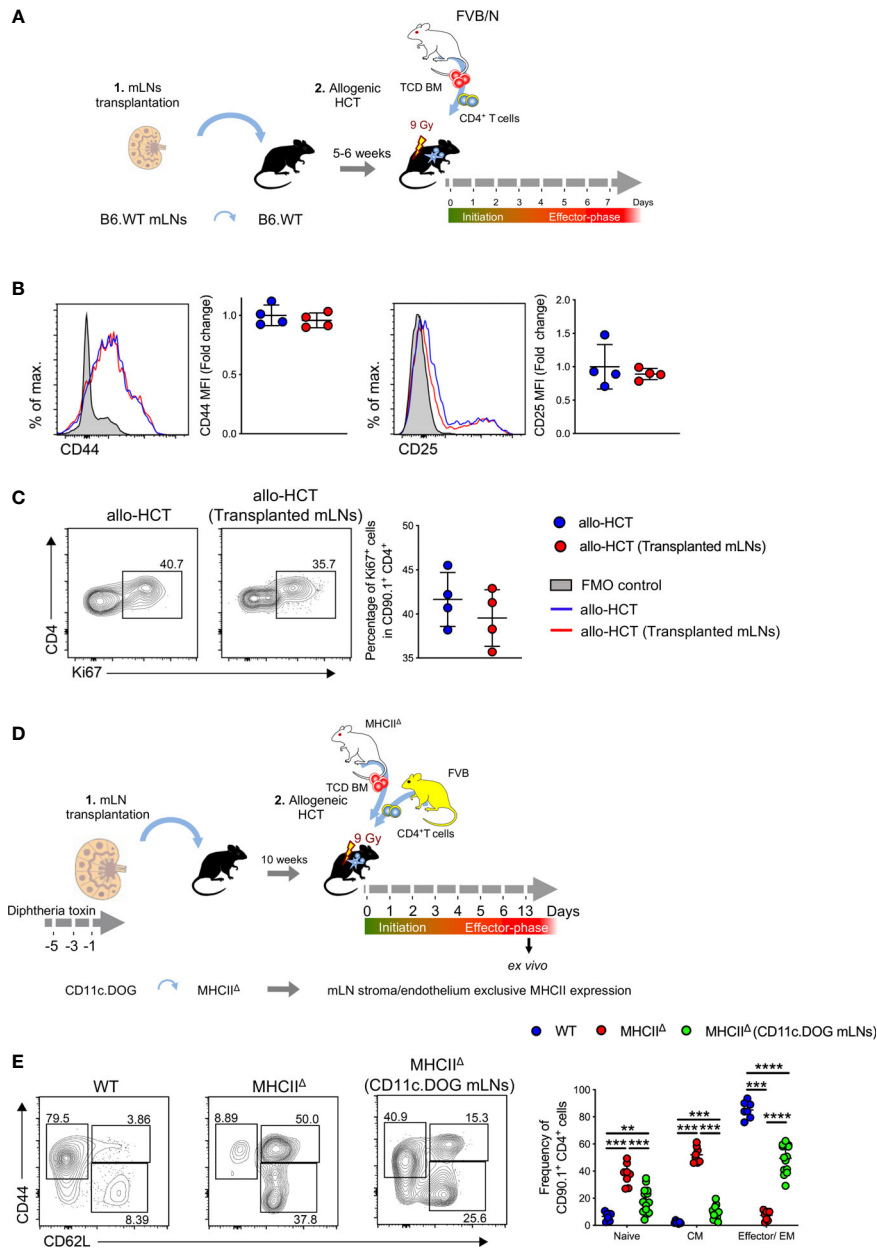 A
FVB/N
1. mLNs
transplantation
2. Allogenic
HCT
TCD BM
CD4+ T cells
9 Gy
5-6 weeks
0 1 2 3 4 5 6 7 Days
Initiation Effector-phase
B6.WT mLNs B6.WT
B
% of max.
CD44
CD44 MFI (Fold change)
1.0
0.5
0.0
% of max.
CD25
CD25 MFI (Fold change)
2.0
1.5
1.0
0.5
0.0
C
allo-HCT
allo-HCT
(Transplanted mLNs)
40.7
35.7
CD4
Ki67
Percentage of Ki67+ cells
in CD90.1+ CD4+
50
45
40
35
allo-HCT
allo-HCT (Transplanted mLNs)
FMO control
allo-HCT
allo-HCT (Transplanted mLNs)
D
MHCIIΔ
1. mLN
transplantation
2. Allogeneic
HCT
TCD BM
FVB
CD4+T cells
9 Gy
10 weeks
Diphtheria toxin
-5 -3 -1
0 1 2 3 4 5 6 13 Days
Initiation Effector-phase
ex vivo
CD11c.DOG MHCIIΔ mLN stroma/endothelium exclusive MHCII expression
WT MHCIIΔ MHCIIΔ (CD11c.DOG mLNs)
E
WT
MHCIIΔ
MHCIIΔ
(CD11c.DOG mLNs)
79.5 3.86
8.39
8.89 50.0
37.8
40.9 15.3
25.6
CD44
CD62L
Frequency of
CD90.1+ CD4+ cells
100
80
60
40
20
0
**
*** ***
***
*** ***
****
***
****
Naive CM Effector/ EM